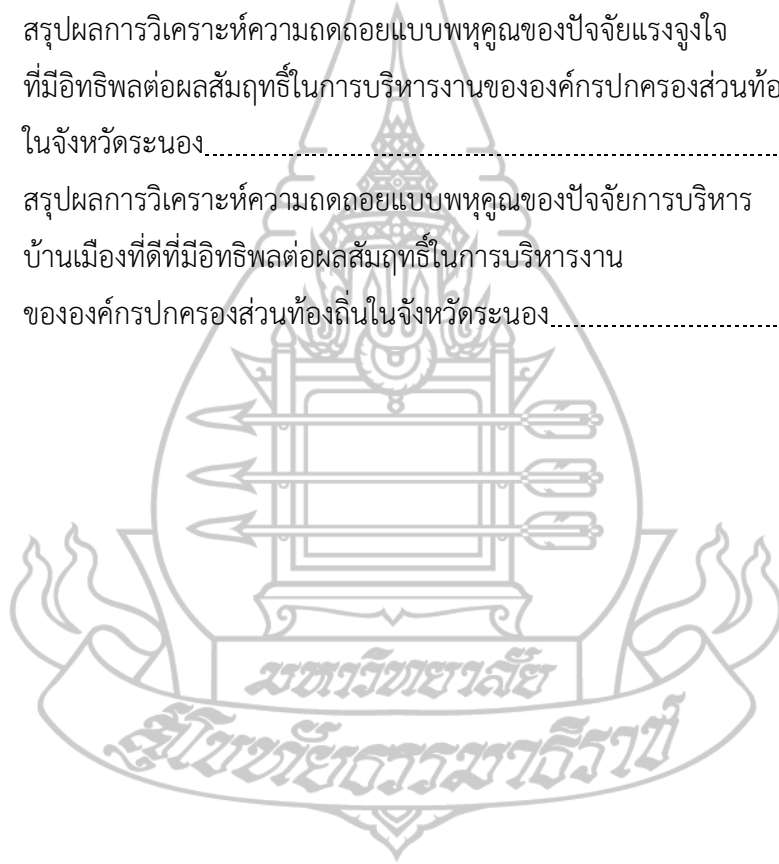 สรุปผลการวิเคราะห์ความถดถอยแบบพหุคูณของปัจจัยแรงจูงใจ
ที่มีอิทธิพลต่อผลสัมฤทธิ์ในการบริหารงานขององค์กรปกครองส่วนท้อ
ในจังหวัดระนอง
สรุปผลการวิเคราะห์ความถดถอยแบบพหุคูณของปัจจัยการบริหาร
บ้านเมืองที่ดีที่มีอิทธิพลต่อผลสัมฤทธิ์ในการบริหารงาน
ขององค์กรปกครองส่วนท้องถิ่นในจังหวัดระนอง
มหาวิทยาลัย
สุโขทัยธรรมาธิราช